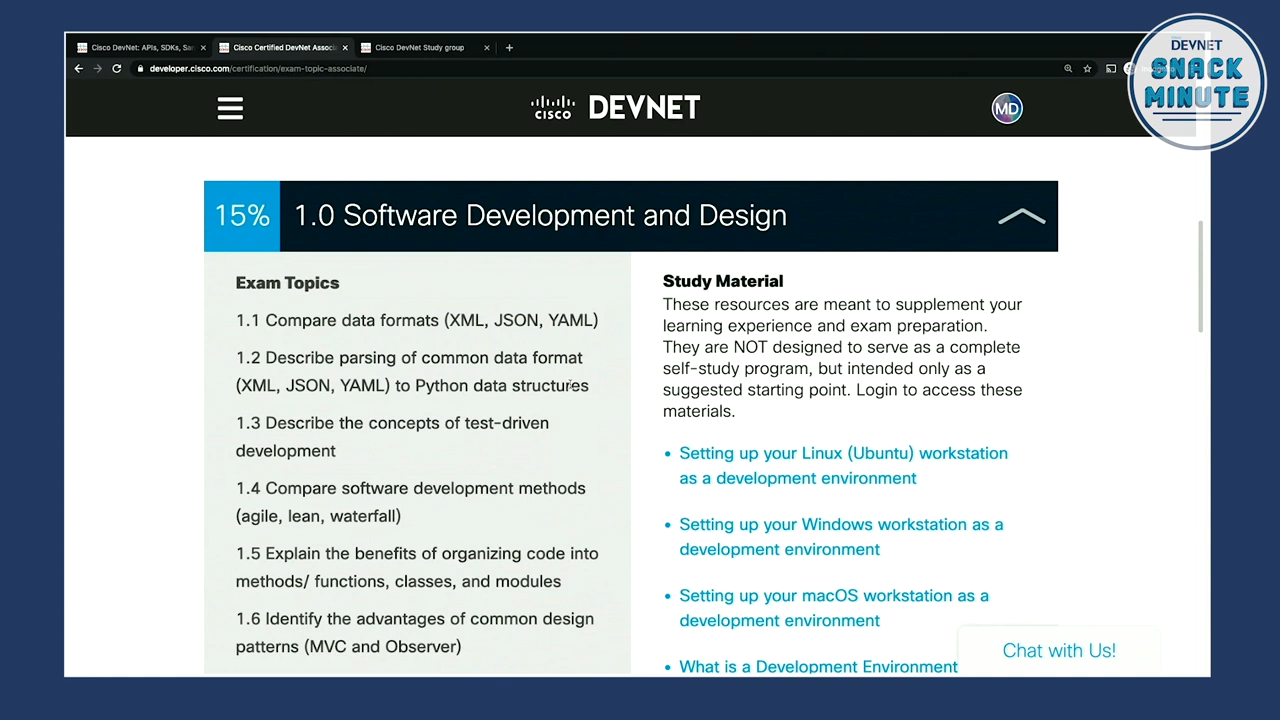 Cisco DevNet: APIs, SDKs, San
Cisco Certified DevNet Associ
Cisco DevNet Study group
developer.cisco.com/certification/exam-topic-associate/
DEVNET
SNACK
MINUTE
CISCO DEVNET
MD
15% 1.0 Software Development and Design
Exam Topics
1.1 Compare data formats (XML, JSON, YAML)
1.2 Describe parsing of common data format
(XML, JSON, YAML) to Python data structures
1.3 Describe the concepts of test-driven
development
1.4 Compare software development methods
(agile, lean, waterfall)
1.5 Explain the benefits of organizing code into
methods/ functions, classes, and modules
1.6 Identify the advantages of common design
patterns (MVC and Observer)
Study Material
These resources are meant to supplement your
learning experience and exam preparation.
They are NOT designed to serve as a complete
self-study program, but intended only as a
suggested starting point. Login to access these
materials.
• Setting up your Linux (Ubuntu) workstation
as a development environment
• Setting up your Windows workstation as a
development environment
• Setting up your macOS workstation as a
development environment
• What is a Development Environment
Chat with Us!